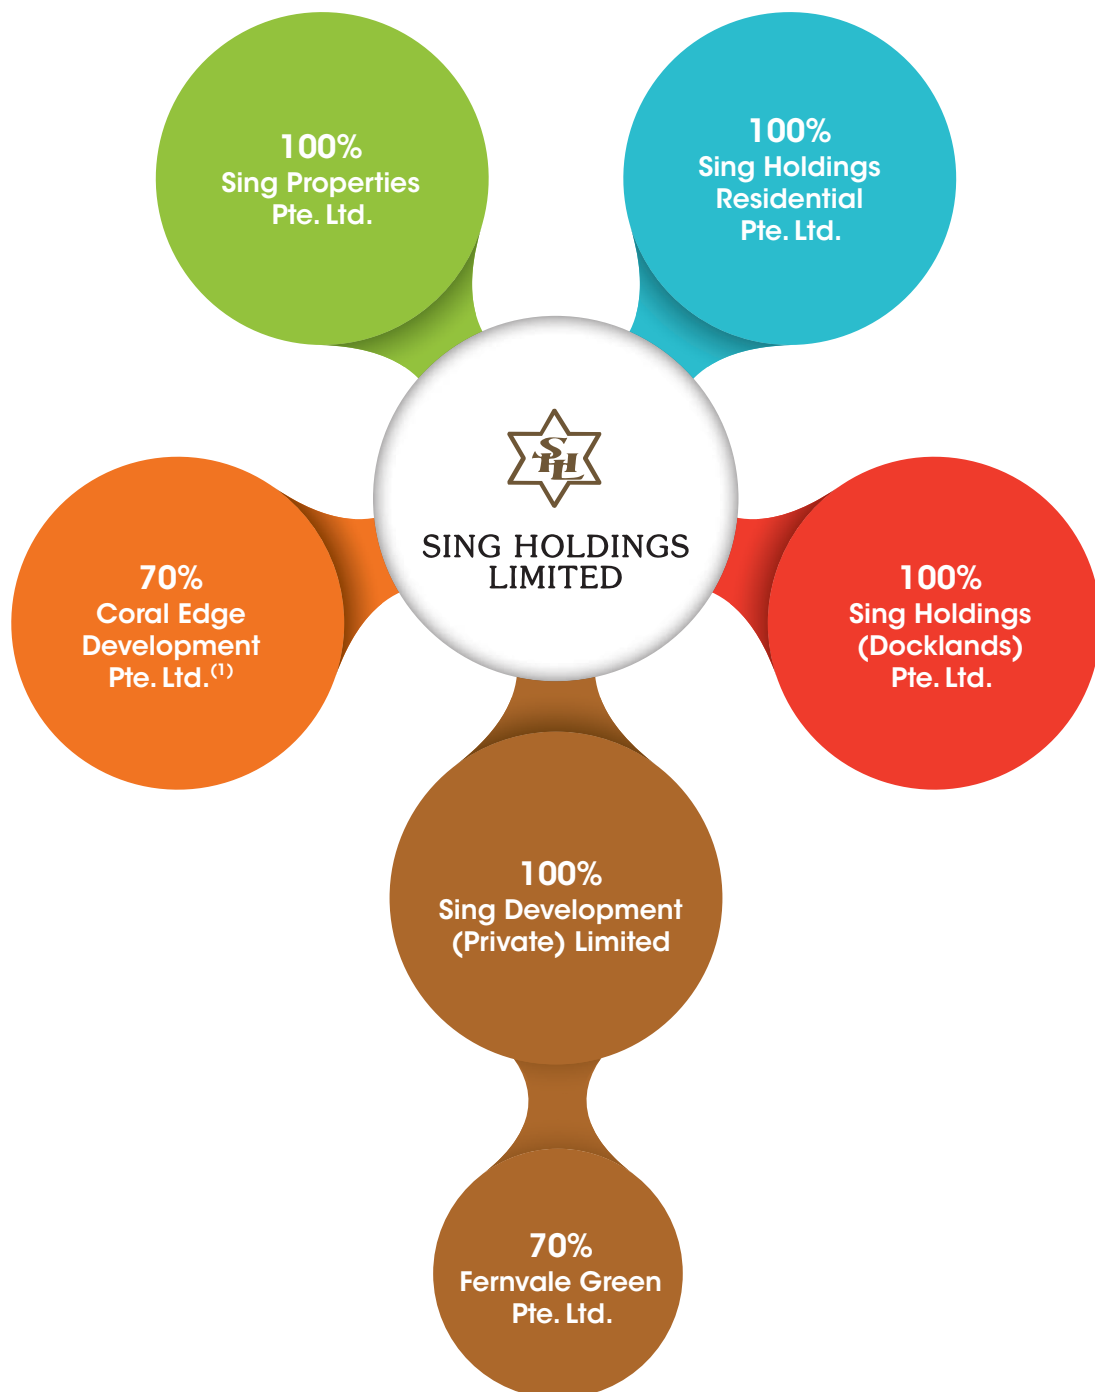 100%
Sing Properties
Pte. Ltd.
100%
Sing Holdings
Residential
Pte. Ltd.
SHL
SING HOLDINGS
LIMITED
70%
Coral Edge
Development
Pte. Ltd.(1)
100%
Sing Holdings
(Docklands)
Pte. Ltd.
100%
Sing Development
(Private) Limited
70%
Fernvale Green
Pte. Ltd.